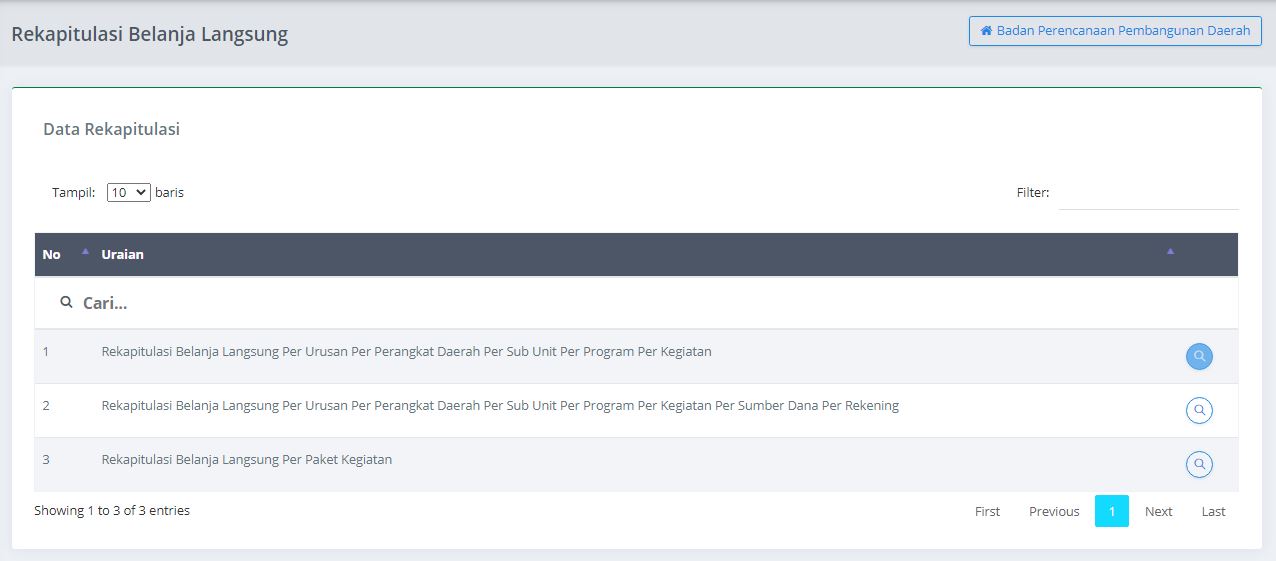 Rekapitulasi Belanja Langsung
Badan Perencanaan Pembangunan Daerah
Data Rekapitulasi
Tampil: 10 baris
Filter:
No Uraian
Cari...
1 Rekapitulasi Belanja Langsung Per Urusan Per Perangkat Daerah Per Sub Unit Per Program Per Kegiatan
2 Rekapitulasi Belanja Langsung Per Urusan Per Perangkat Daerah Per Sub Unit Per Program Per Kegiatan Per Sumber Dana Per Rekening
3 Rekapitulasi Belanja Langsung Per Paket Kegiatan
Showing 1 to 3 of 3 entries
First Previous 1 Next Last